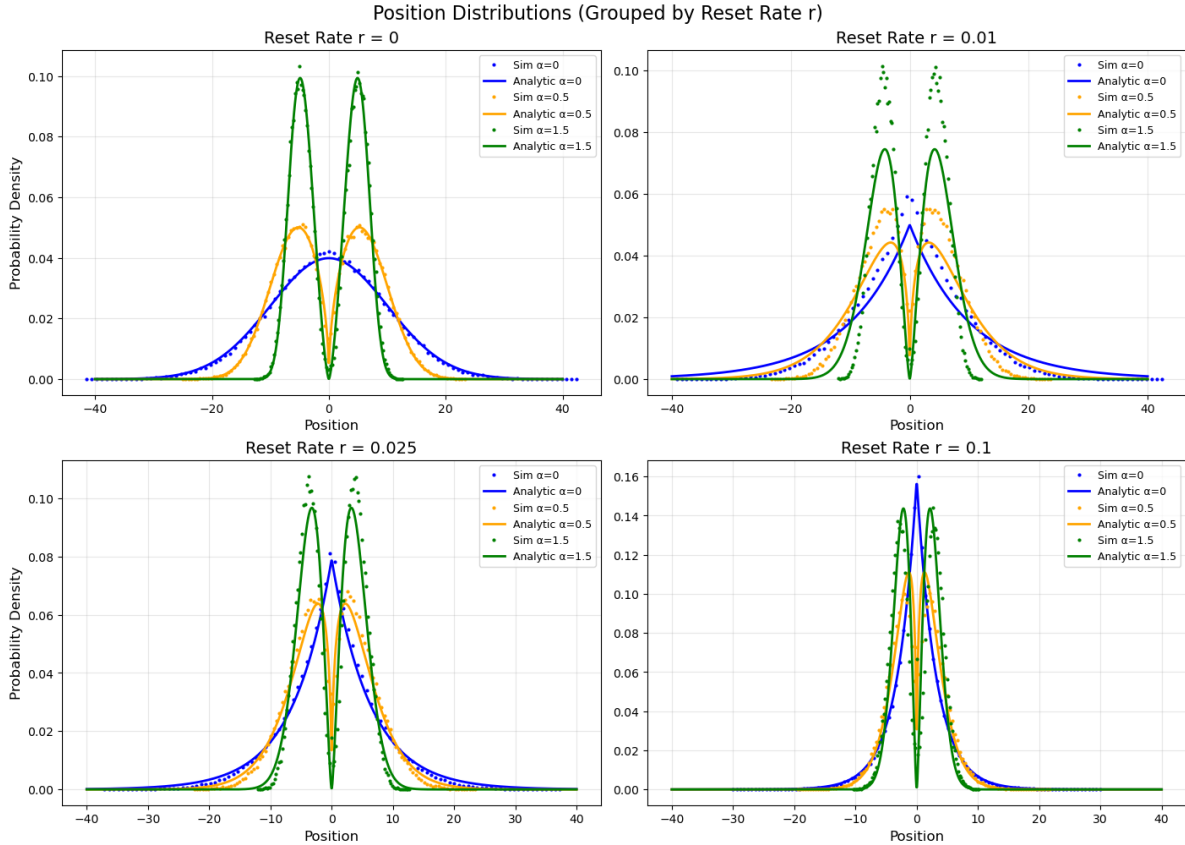 Position Distributions (Grouped by Reset Rate r)
Reset Rate r = 0
Probability Density
0.10
0.08
0.06
0.04
0.02
0.00
Sim α=0
Analytic α=0
Sim α=0.5
Analytic α=0.5
Sim α=1.5
Analytic α=1.5
−40 −20 0 20 40
Position
Reset Rate r = 0.01
0.10
0.08
0.06
0.04
0.02
0.00
Sim α=0
Analytic α=0
Sim α=0.5
Analytic α=0.5
Sim α=1.5
Analytic α=1.5
−40 −20 0 20 40
Position
Reset Rate r = 0.025
Probability Density
0.10
0.08
0.06
0.04
0.02
0.00
Sim α=0
Analytic α=0
Sim α=0.5
Analytic α=0.5
Sim α=1.5
Analytic α=1.5
−40 −30 −20 −10 0 10 20 30 40
Position
Reset Rate r = 0.1
0.16
0.14
0.12
0.10
0.08
0.06
0.04
0.02
0.00
Sim α=0
Analytic α=0
Sim α=0.5
Analytic α=0.5
Sim α=1.5
Analytic α=1.5
−40 −30 −20 −10 0 10 20 30 40
Position